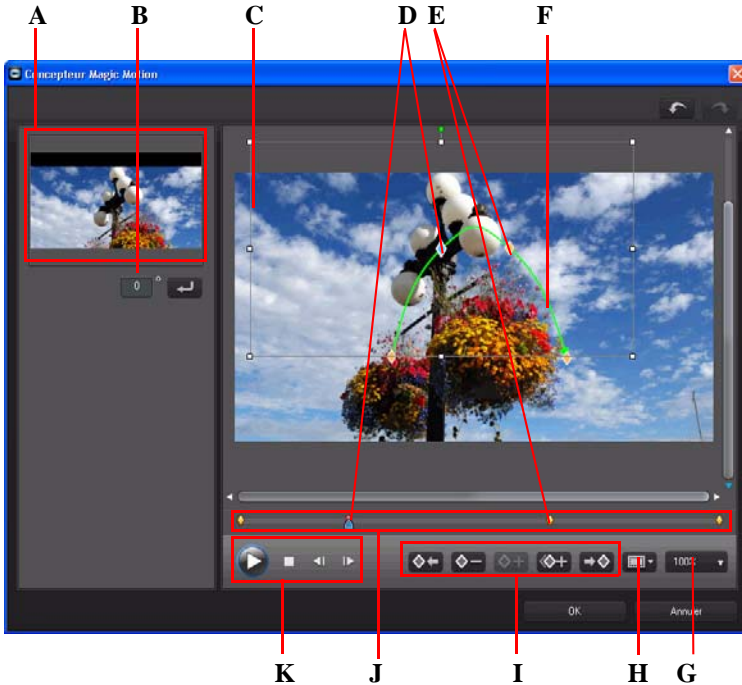 A B C D E F
Concepteur Magic Motion
0 °
100%
OK Annuler
K J I H G